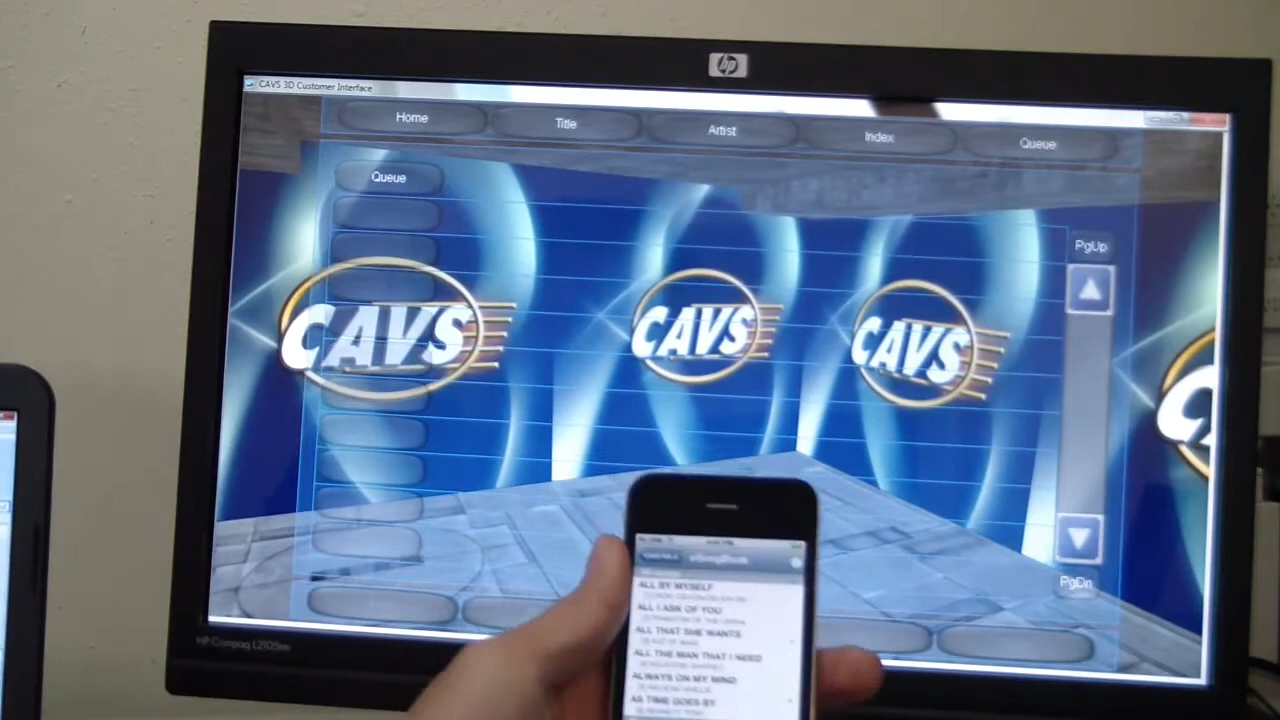 hp
CAVS 3D Customer Interface
Home
Title
Artist
Index
Queue
Queue
PgUp
CAVS
CAVS
CAVS
PgDn
HP Compaq
ALL BY MYSELF
ALL I ASK OF YOU
ALL THAT SHE WANTS
ALL THE MAN THAT I NEED
ALWAYS ON MY MIND
AS TIME GOES BY